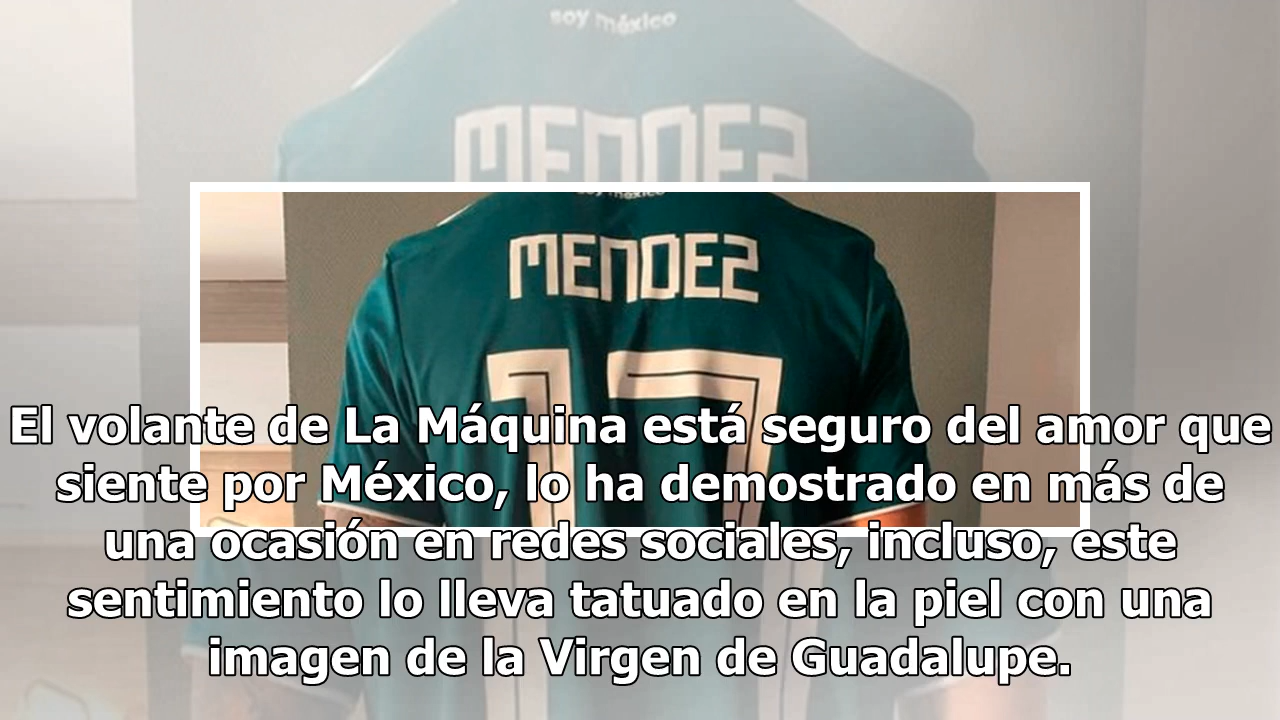 soy méxico
MENDEZ
soy méxico
MENDEZ
17
El volante de La Máquina está seguro del amor que
siente por México, lo ha demostrado en más de
una ocasión en redes sociales, incluso, este
sentimiento lo lleva tatuado en la piel con una
imagen de la Virgen de Guadalupe.